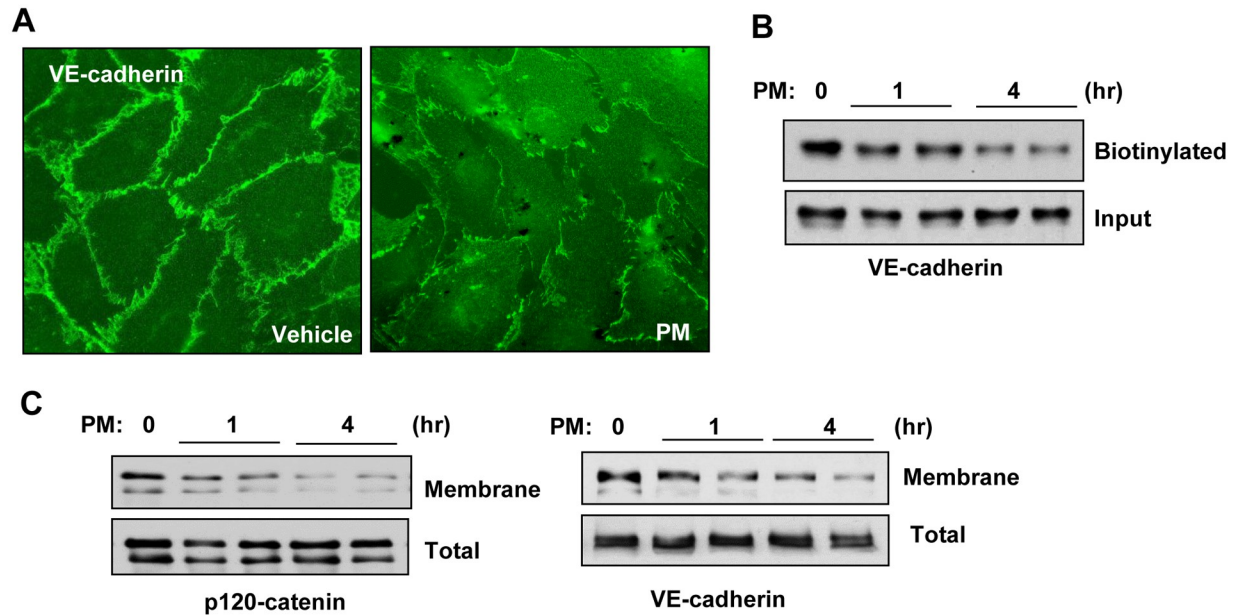 A
VE-cadherin
Vehicle
PM
B
PM: 0 1 4 (hr)
Biotinylated
Input
VE-cadherin
C
PM: 0 1 4 (hr)
Membrane
Total
p120-catenin
PM: 0 1 4 (hr)
Membrane
Total
VE-cadherin